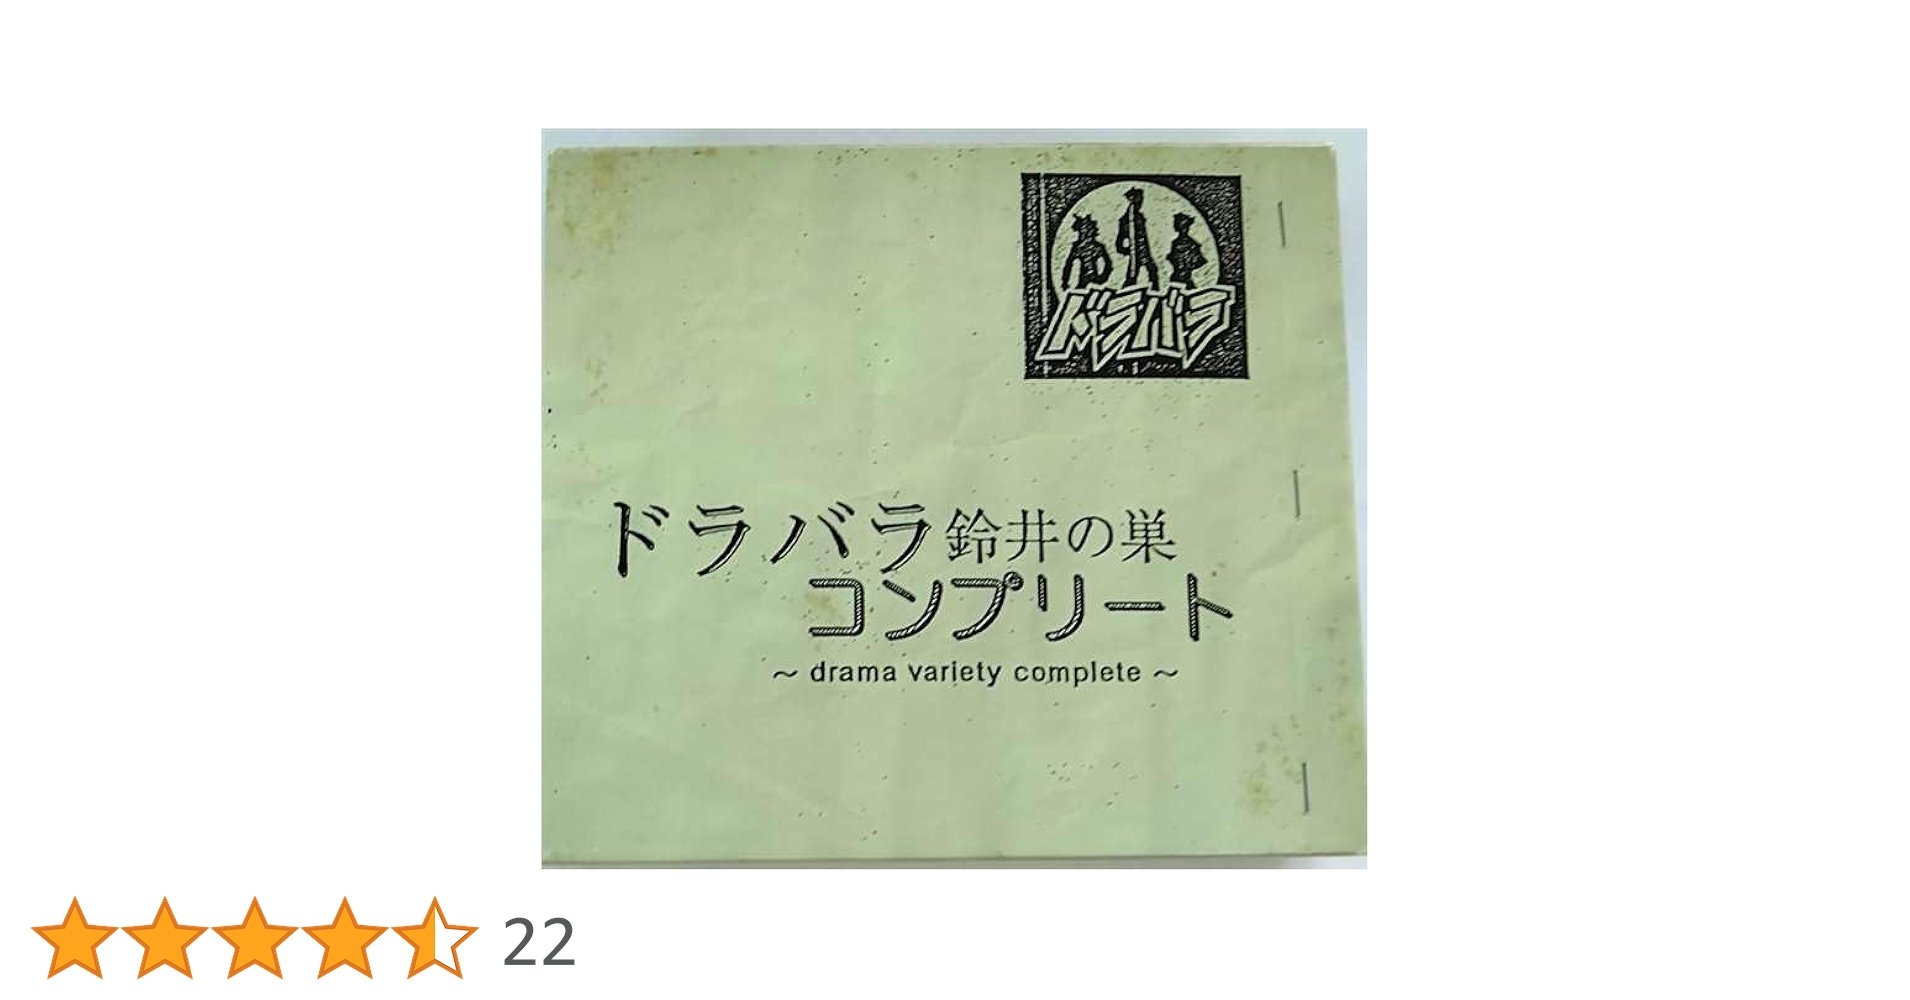 ドラバラ
ドラバラ鈴井の巣
コンプリート
～ drama variety complete ～
22